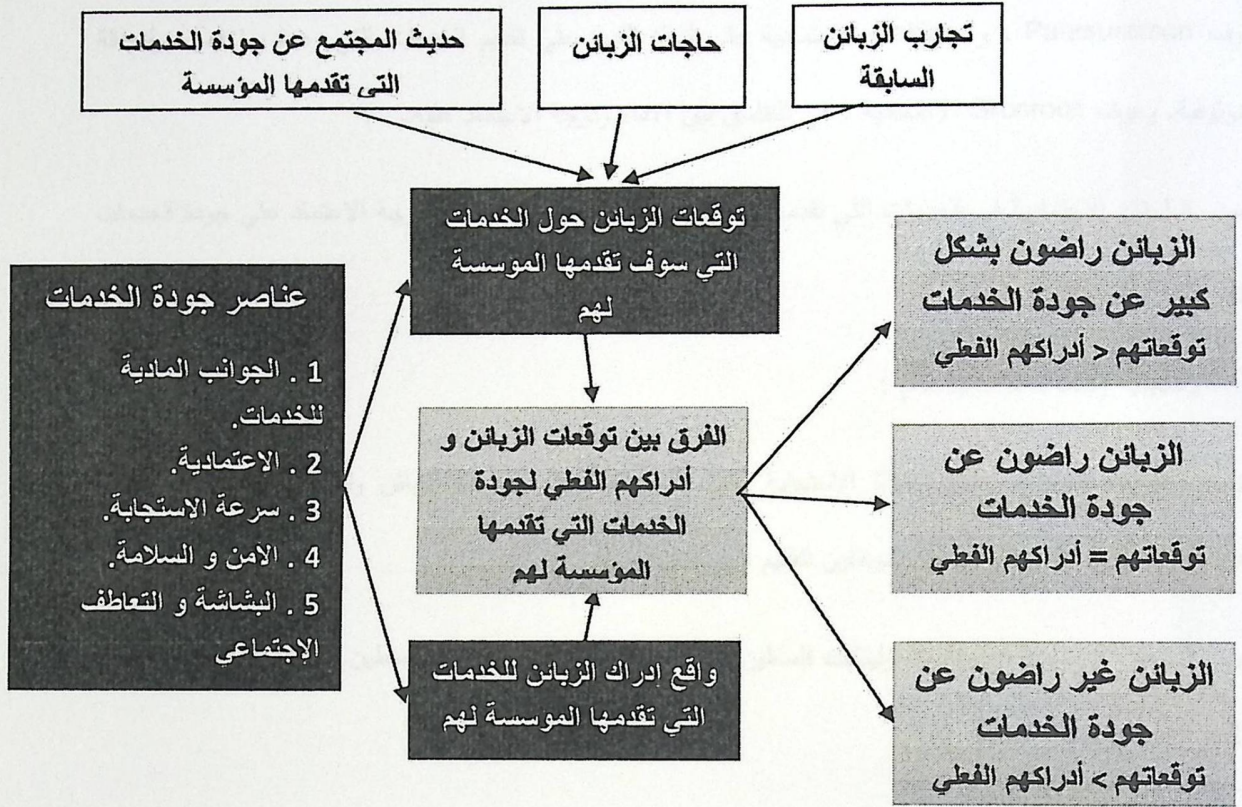 تجارب الزبائن
السابقة
حاجات الزبائن
حديث المجتمع عن جودة الخدمات
التي تقدمها المؤسسة
توقعات الزبائن حول الخدمات
التي سوف تقدمها الموسسة
لهم
عناصر جودة الخدمات
1 . الجوانب المادية
للخدمات.
2 . الاعتمادية.
3 . سرعة الاستجابة.
4 . الامن و السلامة.
5 . البشاشة و التعاطف
الاجتماعي
الفرق بين توقعات الزبائن و
أدراكهم الفعلي لجودة
الخدمات التي تقدمها
المؤسسة لهم
واقع إدراك الزبائن للخدمات
التي تقدمها الموسسة لهم
الزبائن راضون بشكل
كبير عن جودة الخدمات
توقعاتهم < أدراكهم الفعلي
الزبائن راضون عن
جودة الخدمات
توقعاتهم = أدراكهم الفعلي
الزبائن غير راضون عن
جودة الخدمات
توقعاتهم > أدراكهم الفعلي